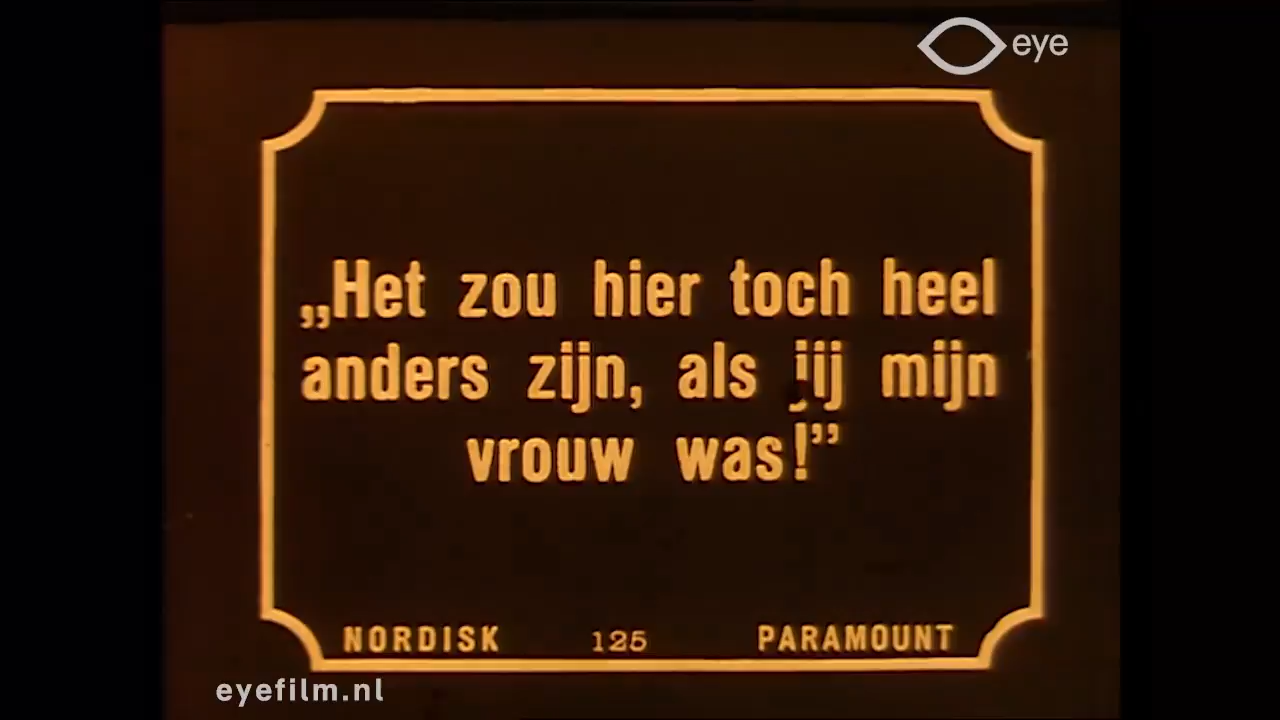 eye
„Het zou hier toch heel
anders zijn, als jij mijn
vrouw was!”
NORDISK 125 PARAMOUNT
eyefilm.nl